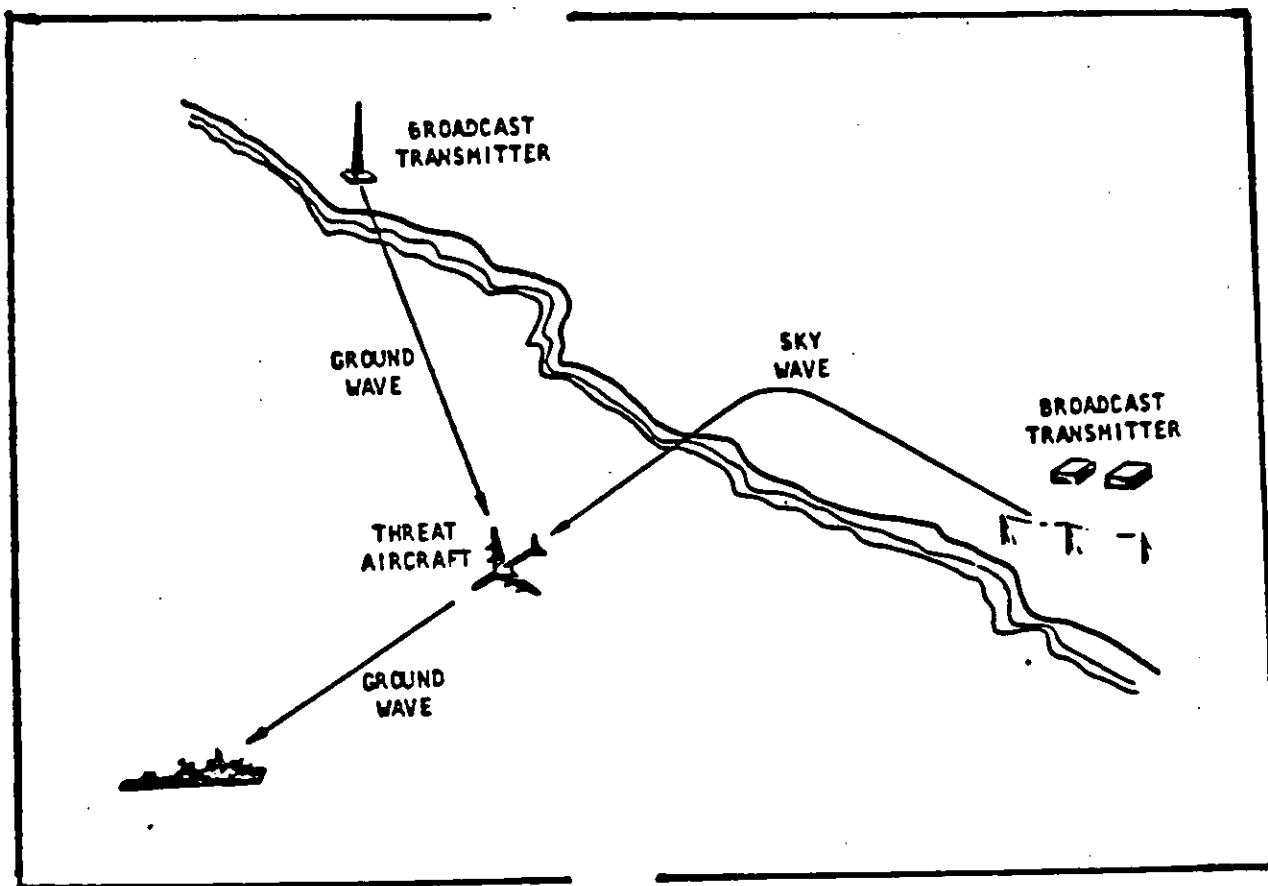 BROADCAST
TRANSMITTER
GROUND
WAVE
SKY
WAVE
BROADCAST
TRANSMITTER
THREAT
AIRCRAFT
GROUND
WAVE